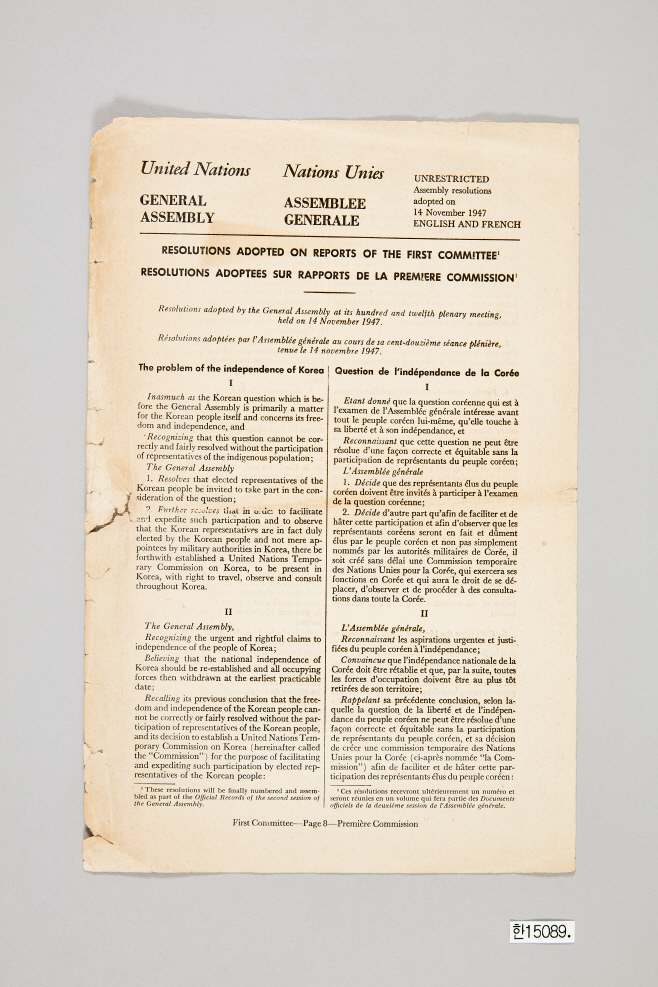 United Nations
GENERAL
ASSEMBLY
Nations Unies
ASSEMBLEE
GENERALE
UNRESTRICTED
Assembly resolutions
adopted on
14 November 1947
ENGLISH AND FRENCH
RESOLUTIONS ADOPTED ON REPORTS OF THE FIRST COMMITTEE¹
RESOLUTIONS ADOPTEES SUR RAPPORTS DE LA PREMIERE COMMISSION¹
Resolutions adopted by the General Assembly at its hundred and twelfth plenary meeting,
held on 14 November 1947.
Résolutions adoptées par l'Assemblée générale au cours de sa cent-douzième séance plénière,
tenue le 14 novembre 1947.
The problem of the independence of Korea
I
Inasmuch as the Korean question which is be-
fore the General Assembly is primarily a matter
for the Korean people itself and concerns its free-
dom and independence, and
Recognizing that this question cannot be cor-
rectly and fairly resolved without the participation
of representatives of the indigenous population;
The General Assembly
1. Resolves that elected representatives of the
Korean people be invited to take part in the con-
sideration of the question;
2. Further resolves that in order to facilitate
and expedite such participation and to observe
that the Korean representatives are in fact duly
elected by the Korean people and not mere ap-
pointees by military authorities in Korea, there be
forthwith established a United Nations Tempo-
rary Commission on Korea, to be present in
Korea, with right to travel, observe and consult
throughout Korea.
II
The General Assembly,
Recognizing the urgent and rightful claims to
independence of the people of Korea;
Believing that the national independence of
Korea should be re-established and all occupying
forces then withdrawn at the earliest practicable
date;
Recalling its previous conclusion that the free-
dom and independence of the Korean people can-
not be correctly or fairly resolved without the par-
ticipation of representatives of the Korean people,
and its decision to establish a United Nations Tem-
porary Commission on Korea (hereinafter called
the "Commission") for the purpose of facilitating
and expediting such participation by elected rep-
resentatives of the Korean people:
¹ These resolutions will be finally numbered and assem-
bled as part of the Official Records of the second session of
the General Assembly.
Question de l'indépendance de la Corée
I
Etant donné que la question coréenne qui est à
l'examen de l'Assemblée générale intéresse avant
tout le peuple coréen lui-même, qu'elle touche à
sa liberté et à son indépendance, et
Reconnaissant que cette question ne peut être
résolue d'une façon correcte et équitable sans la
participation de représentants du peuple coréen;
L'Assemblée générale
1. Décide que des représentants élus du peuple
coréen doivent être invités à participer à l'examen
de la question coréenne;
2. Décide d'autre part qu'afin de faciliter et de
hâter cette participation et afin d'observer que les
représentants coréens seront en fait et dûment
élus par le peuple coréen et non pas simplement
nommés par les autorités militaires de Corée, il
soit créé sans délai une Commission temporaire
des Nations Unies pour la Corée, qui exercera ses
fonctions en Corée et qui aura le droit de se dé-
placer, d'observer et de procéder à des consulta-
tions dans toute la Corée.
II
L'Assemblée générale,
Reconnaissant les aspirations urgentes et justi-
fiées du peuple coréen à l'indépendance;
Convaincue que l'indépendance nationale de la
Corée doit être rétablie et que, par la suite, toutes
les forces d'occupation doivent être au plus tôt
retirées de son territoire;
Rappelant sa précédente conclusion, selon la-
quelle la question de la liberté et de l'indépen-
dance du peuple coréen ne peut être résolue d'une
façon correcte et équitable sans la participation
de représentants du peuple coréen, et sa décision
de créer une commission temporaire des Nations
Unies pour la Corée (ci-après nommée "la Com-
mission") afin de faciliter et de hâter cette par-
ticipation des représentants élus du peuple coréen:
¹ Ces résolutions recevront ultérieurement un numéro et
seront réunies en un volume qui fera partie des Documents
officiels de la deuxième session de l'Assemblée générale.
First Committee—Page 8—Première Commission
한15089.